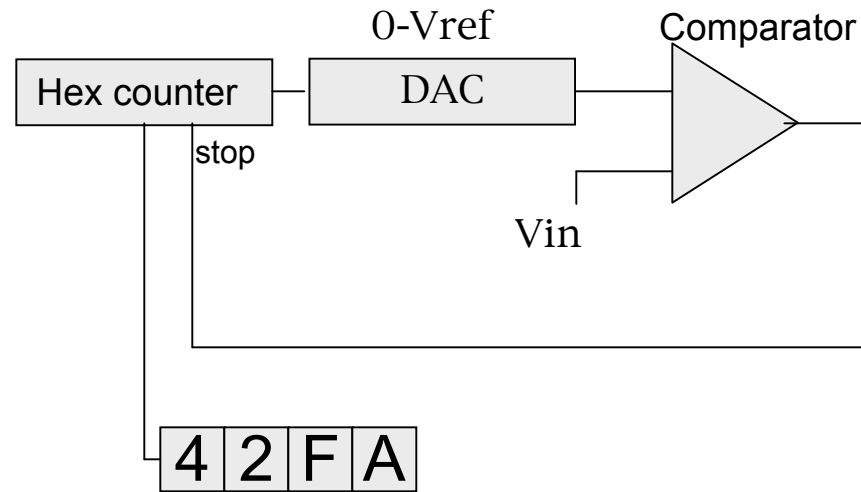 0-Vref
Comparator
Hex counter
DAC
stop
Vin
4 2 F A